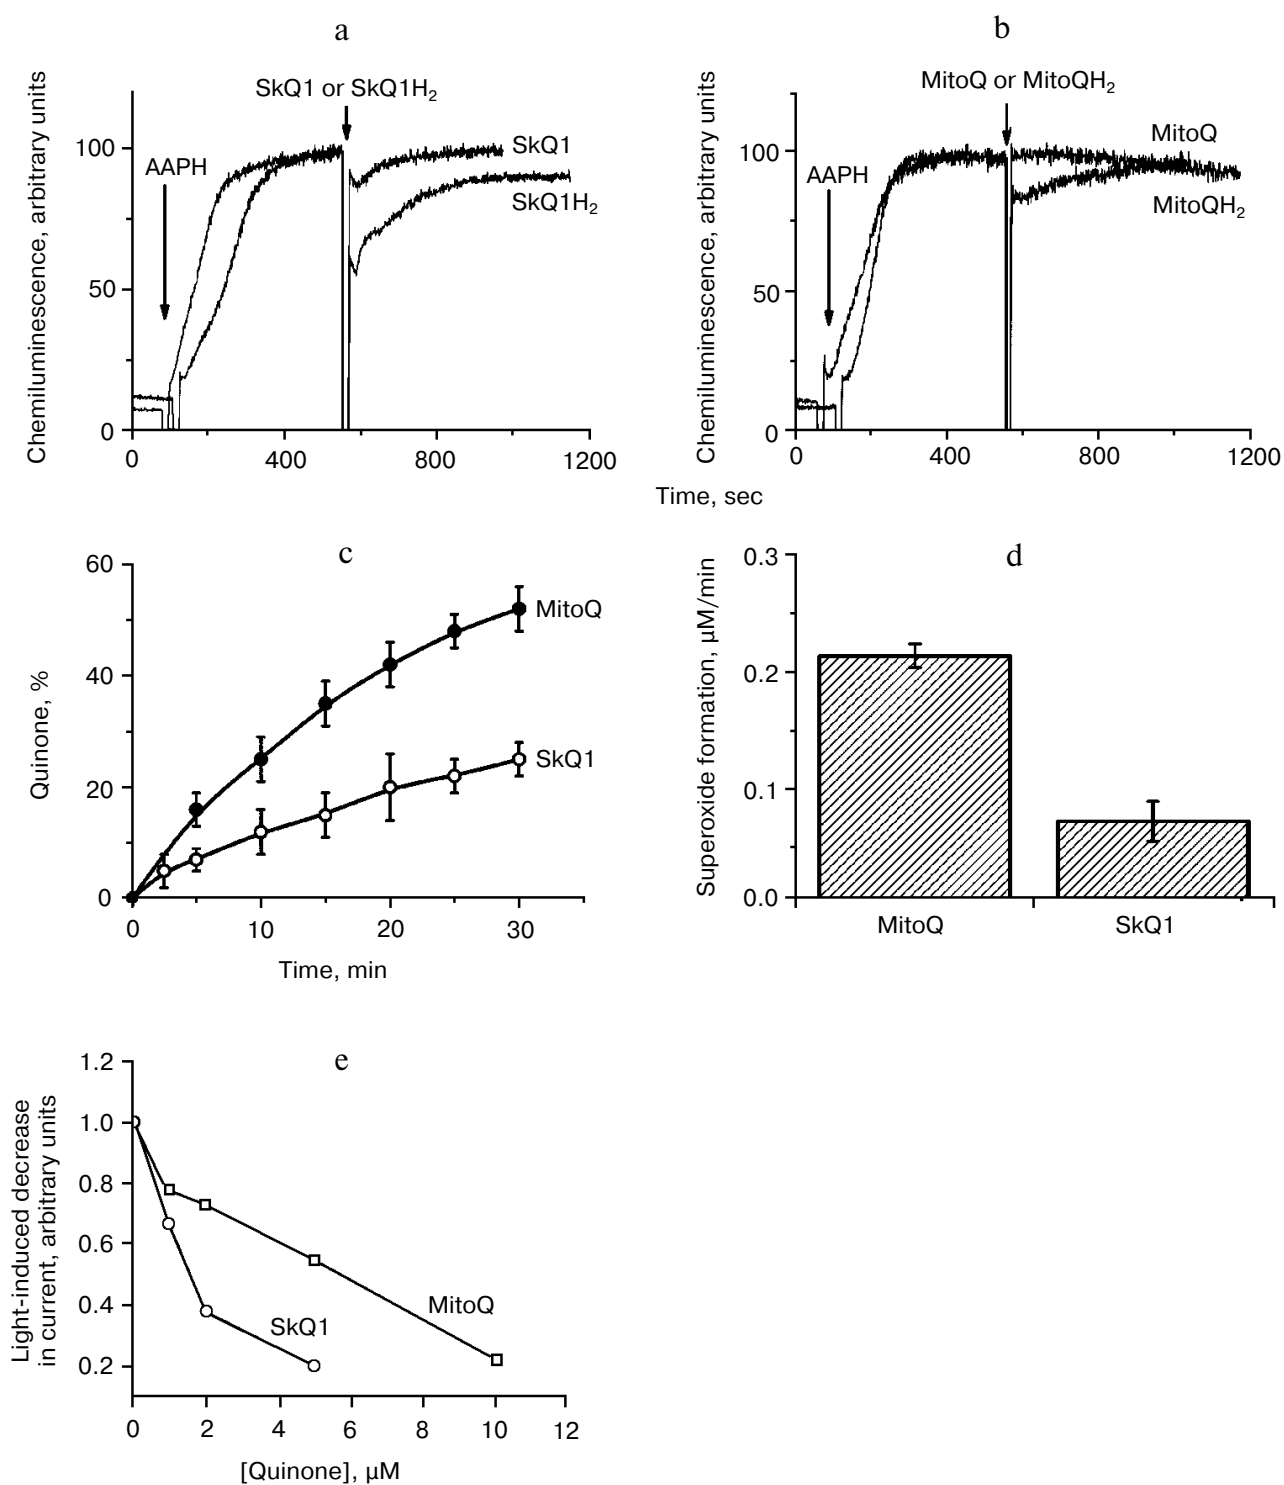 a
Chemiluminescence, arbitrary units
SkQ1 or SkQ1H₂
AAPH
SkQ1
SkQ1H₂
100
50
0
0 400 800 1200
b
Chemiluminescence, arbitrary units
MitoQ or MitoQH₂
AAPH
MitoQ
MitoQH₂
100
50
0
0 400 800 1200
Time, sec
c
Quinone, %
60
40
20
0
MitoQ
SkQ1
0 10 20 30
Time, min
d
Superoxide formation, µM/min
0.3
0.2
0.1
0.0
MitoQ SkQ1
e
Light-induced decrease
in current, arbitrary units
1.2
1.0
0.8
0.6
0.4
0.2
MitoQ
SkQ1
0 2 4 6 8 10 12
[Quinone], µM